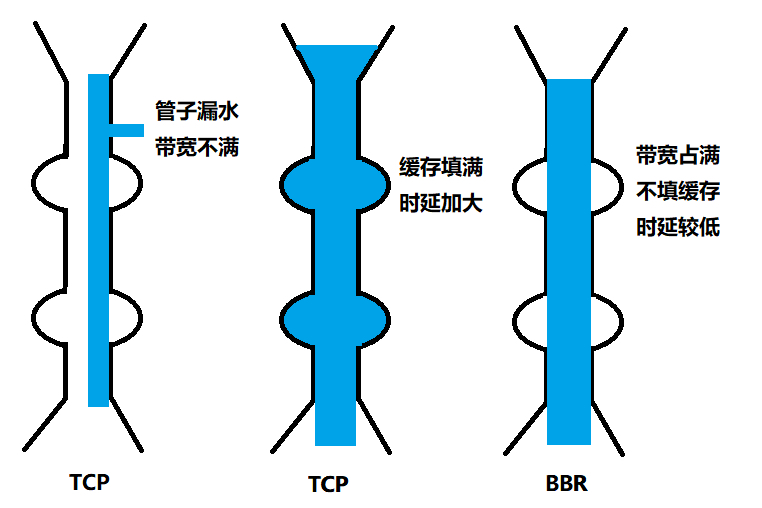 管子漏水
带宽不满
缓存填满
时延加大
带宽占满
不填缓存
时延较低
TCP
TCP
BBR